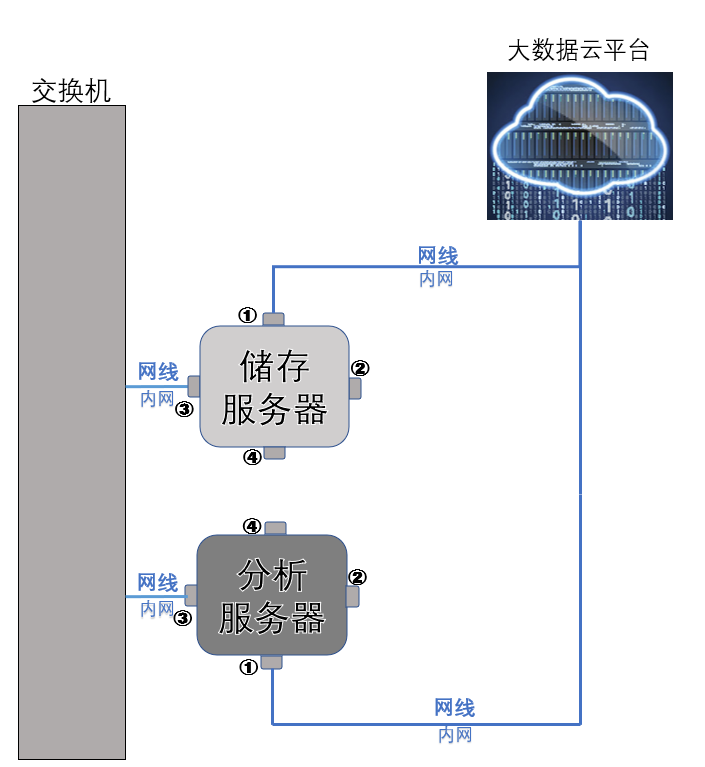 大数据云平台
交换机
网线
内网
①
储存
服务器
②
网线
内网
③
④
④
分析
服务器
②
网线
内网
③
①
网线
内网